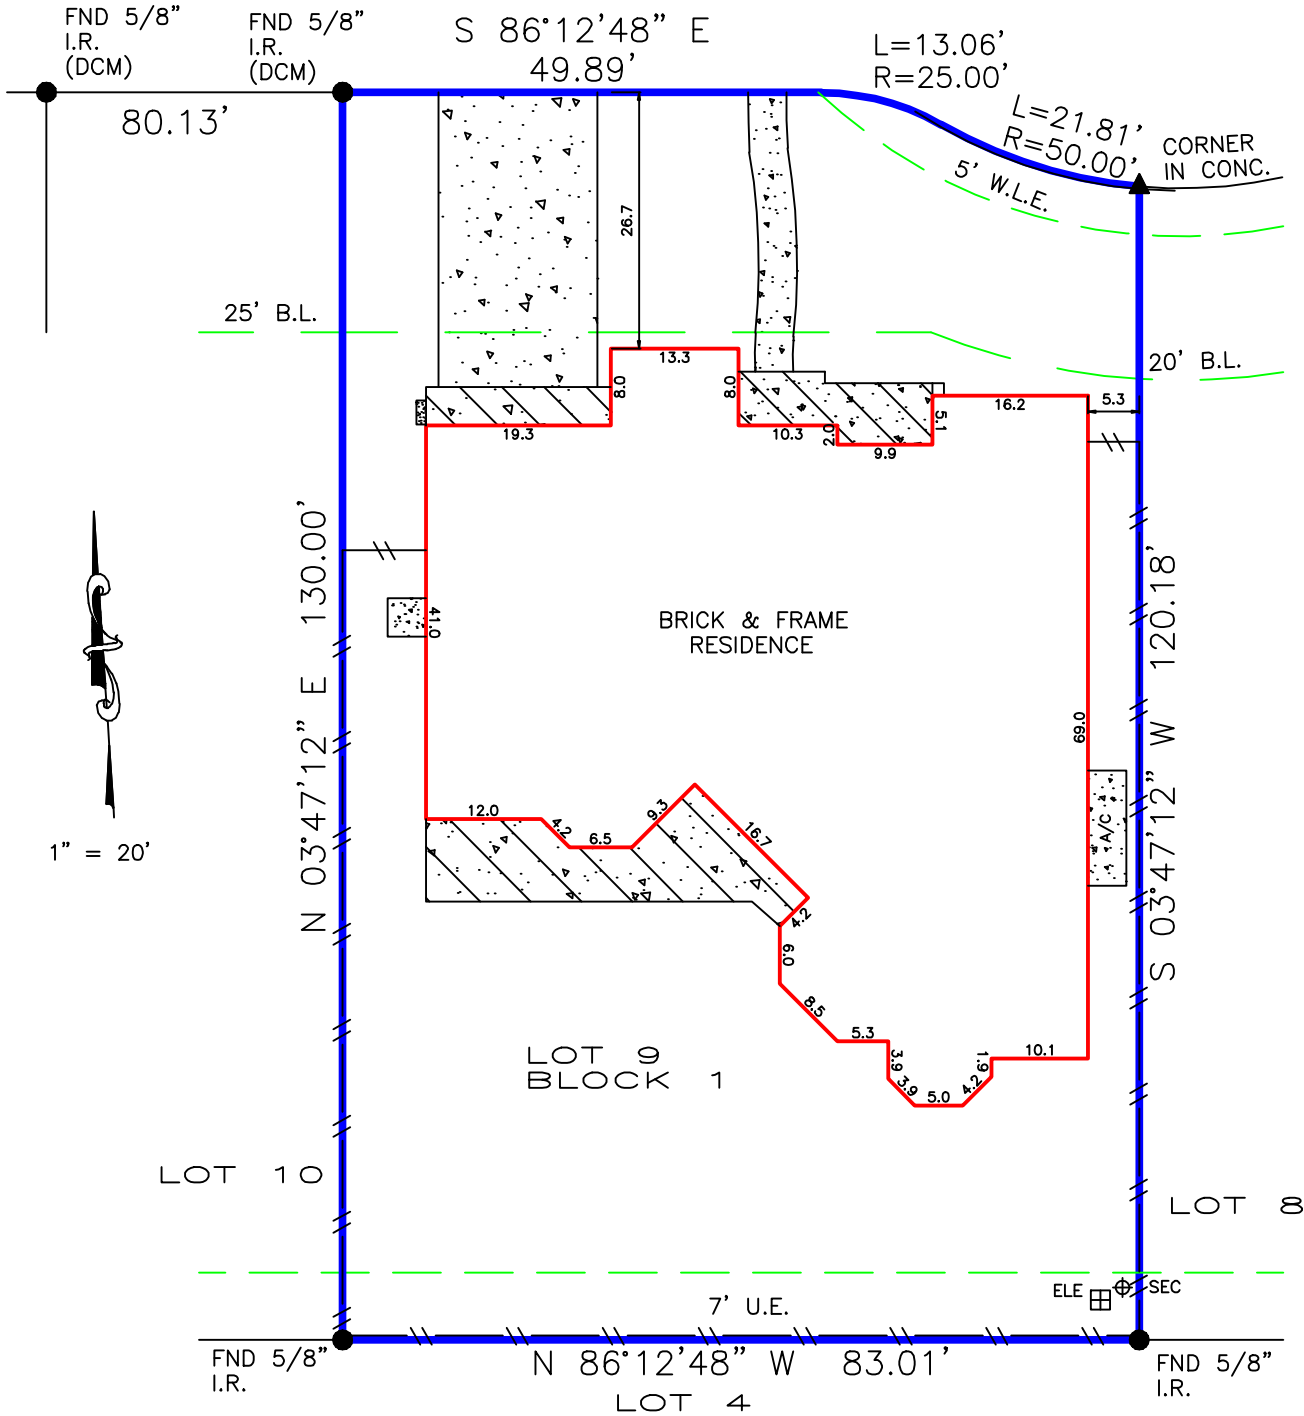 FND 5/8"
I.R.
(DCM)
FND 5/8"
I.R.
(DCM)
S 86°12'48" E
49.89'
L=13.06'
R=25.00'
80.13'
L=21.81'
R=50.00'
CORNER
IN CONC.
5' W.L.E.
26.7
25' B.L.
20' B.L.
13.3
8.0
8.0
19.3
10.3
2.0
9.9
5.1
16.2
5.3
N 03°47'12" E 130.00'
41.0
BRICK & FRAME
RESIDENCE
S 03°47'12" W 120.18'
69.0
A/C
1" = 20'
12.0
4.2
6.5
9.3
16.7
4.2
6.0
8.5
5.3
3.9
3.9
5.0
4.2
1.9
10.1
LOT 9
BLOCK 1
LOT 10
LOT 8
ELE
SEC
7' U.E.
FND 5/8"
I.R.
N 86°12'48" W 83.01'
FND 5/8"
I.R.
LOT 4